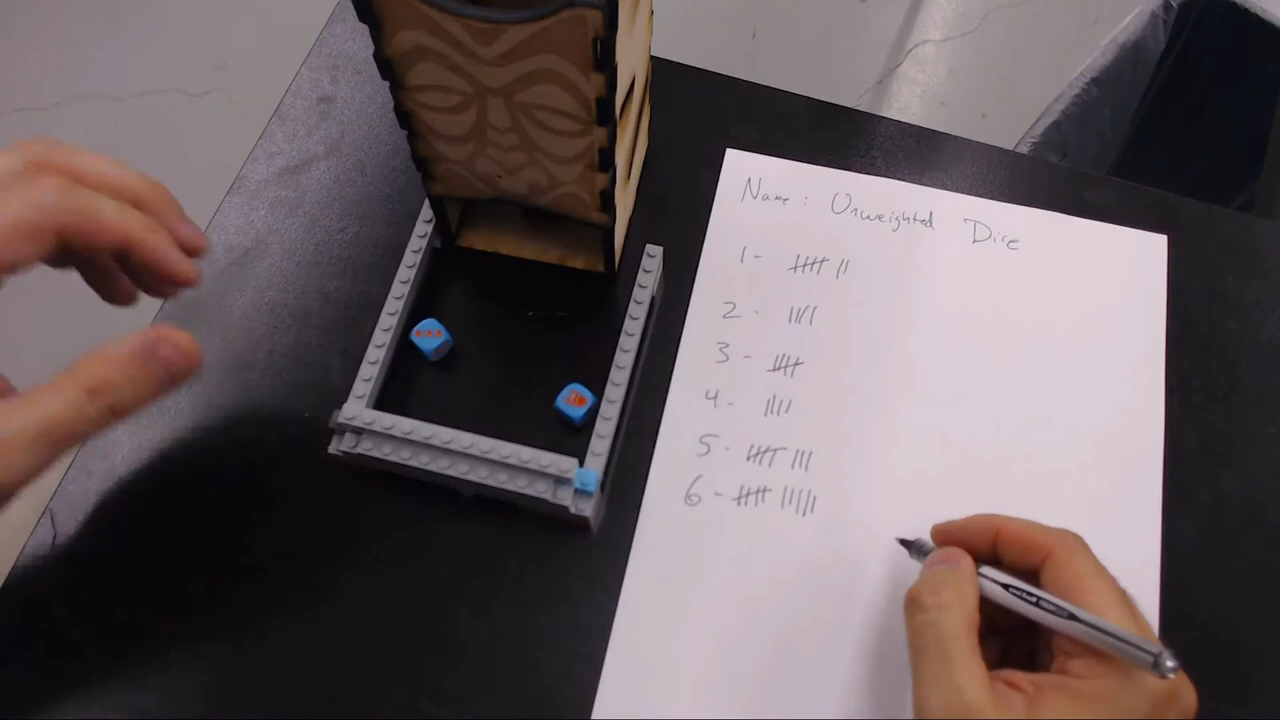 Name: Unweighted Dice
1- 𝍸 ||
2- ||||
3- 𝍸
4- ||||
5- 𝍸 |||
6- 𝍸 |||||